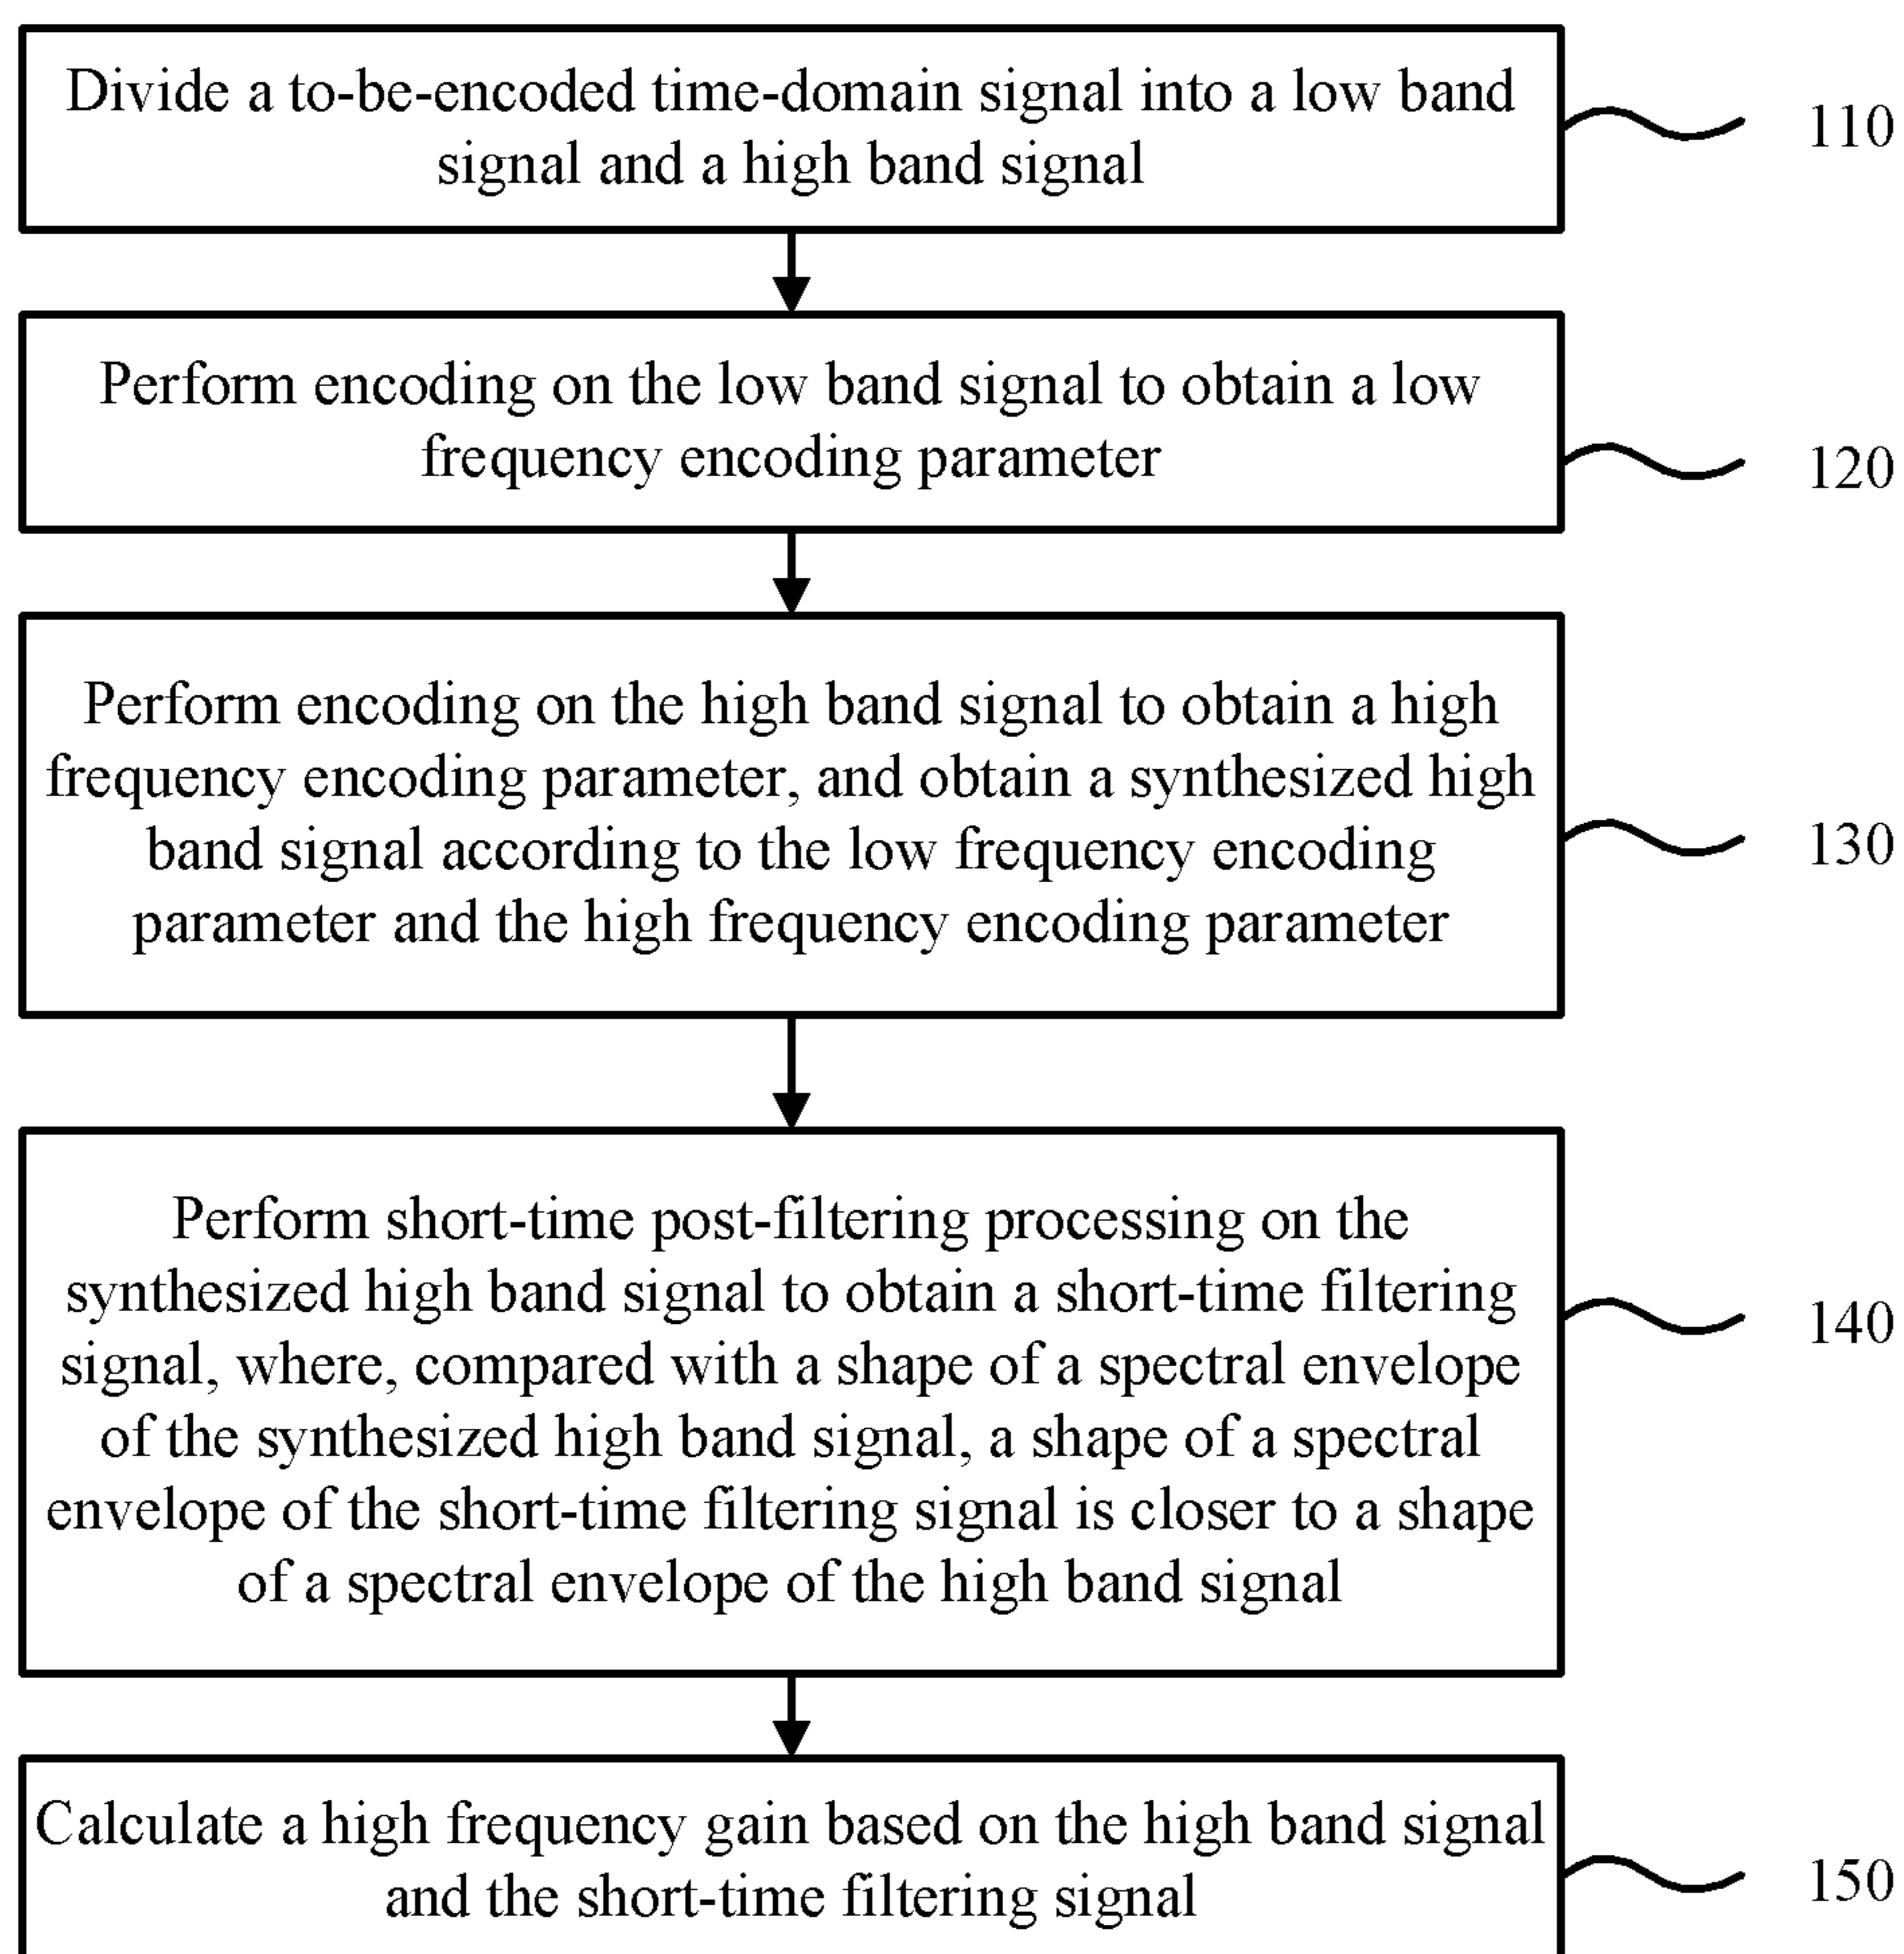 Divide a to-be-encoded time-domain signal into a low band
signal and a high band signal
110
Perform encoding on the low band signal to obtain a low
frequency encoding parameter
120
Perform encoding on the high band signal to obtain a high
frequency encoding parameter, and obtain a synthesized high
band signal according to the low frequency encoding
parameter and the high frequency encoding parameter
130
Perform short-time post-filtering processing on the
synthesized high band signal to obtain a short-time filtering
signal, where, compared with a shape of a spectral envelope
of the synthesized high band signal, a shape of a spectral
envelope of the short-time filtering signal is closer to a shape
of a spectral envelope of the high band signal
140
Calculate a high frequency gain based on the high band signal
and the short-time filtering signal
150